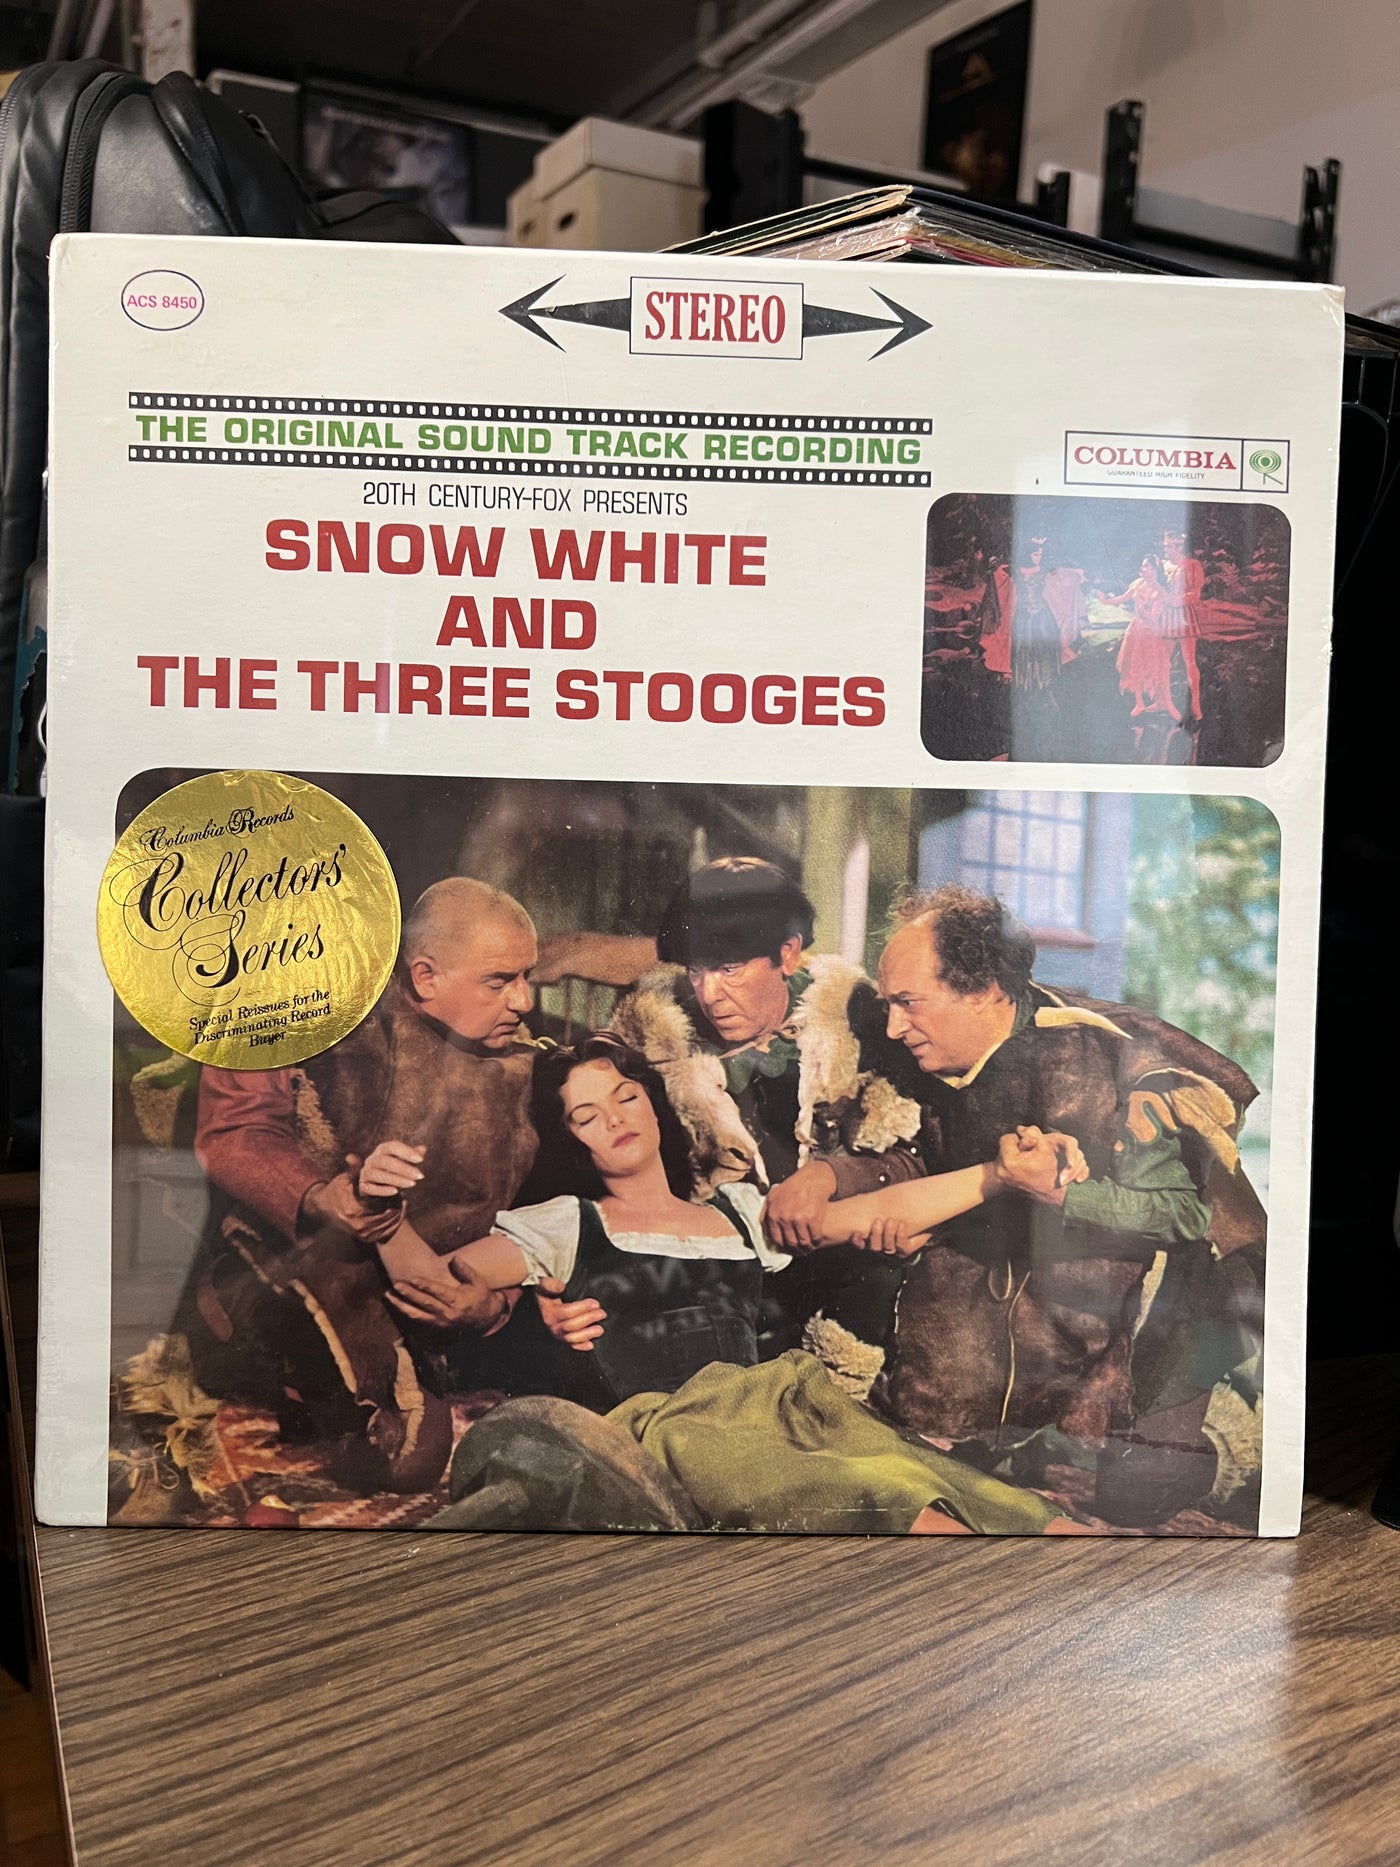 ACS 8450
STEREO
THE ORIGINAL SOUND TRACK RECORDING
COLUMBIA
GUARANTEED HIGH FIDELITY
20TH CENTURY-FOX PRESENTS
SNOW WHITE
AND
THE THREE STOOGES
Columbia Records
Collectors'
Series
Special Reissues for the
Discriminating Record
Buyer